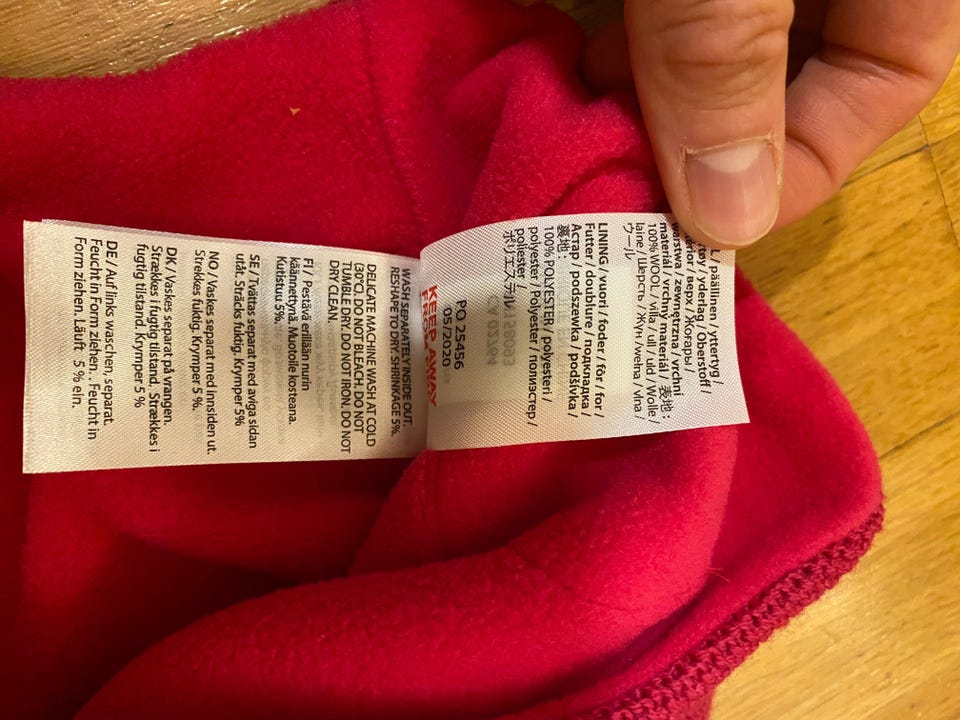 / päällinen / yttertyg /
/ yderlag / Oberstoff /
/ верх / Жоғары /
warstwa / zewnętrzna / vrchní
materiál / vrchný materiál / 表地:
100% WOOL / villa / ull / uld / Wolle /
laine / Шерсть / Жүн / wełna / vlna /
ウール
LINING / vuori / foder / fôr / for /
Futter / doublure / подкладка /
Астар / podszewka / podšívka /
裏地:
100% POLYESTER / polyesteri /
polyester / Polyester / полиэстер /
poliester /
ポリエステル
PO 25456
05/2020
KEEP AWAY
WASH SEPARATELY INSIDE OUT.
RESHAPE TO DRY. SHRINKAGE 5%.
DELICATE MACHINE WASH AT COLD
(30°C). DO NOT BLEACH. DO NOT
TUMBLE DRY. DO NOT IRON. DO NOT
DRY CLEAN.
FI / Pestävä erillään nurin
käännettynä. Muotoile kosteana.
Kutistuu 5%.
SE / Tvättas separat med aviga sidan
utåt. Sträcks fuktig. Krymper 5%
NO / Vaskes separat med innsiden ut.
Strekkes fuktig. Krymper 5 %.
DK / Vaskes separat på vrangen.
Strækkes i fugtig tilstand. Strækkes i
fugtig tilstand. Krymper 5 %
DE / Auf links waschen, separat.
Feucht in Form ziehen. , Feucht in
Form ziehen. Läuft 5 % ein.